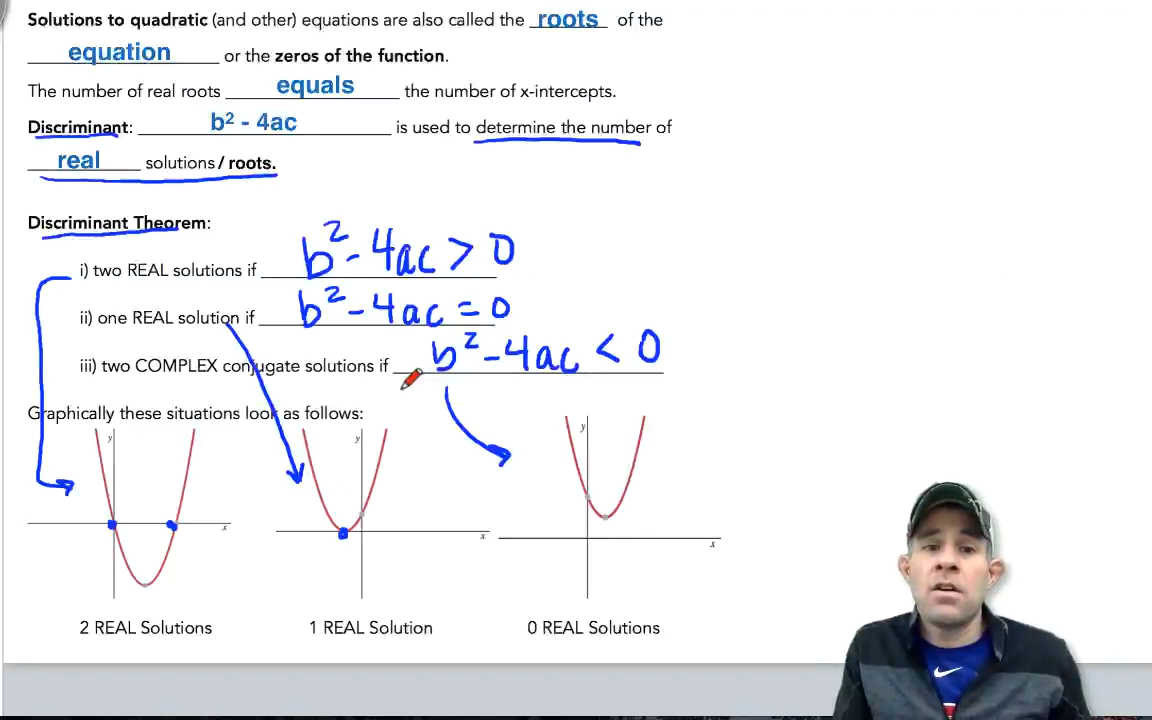 Solutions to quadratic (and other) equations are also called the roots of the
equation or the zeros of the function.
The number of real roots equals the number of x-intercepts.
Discriminant: b² - 4ac is used to determine the number of
real solutions / roots.
Discriminant Theorem:
i) two REAL solutions if b² - 4ac > 0
ii) one REAL solution if b² - 4ac = 0
iii) two COMPLEX conjugate solutions if b² - 4ac < 0
Graphically these situations look as follows:
y y y
x x x
2 REAL Solutions 1 REAL Solution 0 REAL Solutions